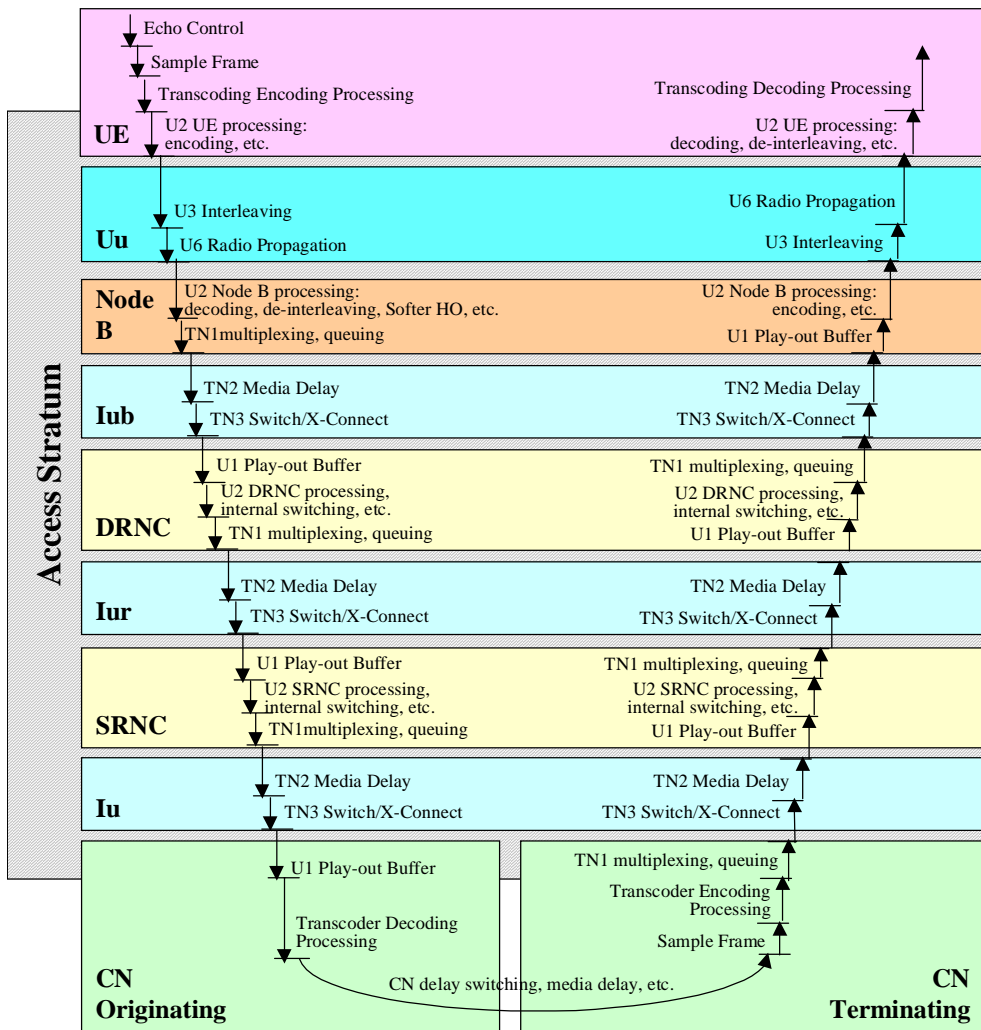 Echo Control
Sample Frame
Transcoding Encoding Processing
Transcoding Decoding Processing
UE
U2 UE processing:
encoding, etc.
U2 UE processing:
decoding, de-interleaving, etc.
U3 Interleaving
U6 Radio Propagation
Uu
U6 Radio Propagation
U3 Interleaving
Node
B
U2 Node B processing:
decoding, de-interleaving, Softer HO, etc.
TN1multiplexing, queuing
U2 Node B processing:
encoding, etc.
U1 Play-out Buffer
Access Stratum
Iub
TN2 Media Delay
TN3 Switch/X-Connect
TN2 Media Delay
TN3 Switch/X-Connect
DRNC
U1 Play-out Buffer
U2 DRNC processing,
internal switching, etc.
TN1 multiplexing, queuing
TN1 multiplexing, queuing
U2 DRNC processing,
internal switching, etc.
U1 Play-out Buffer
Iur
TN2 Media Delay
TN3 Switch/X-Connect
TN2 Media Delay
TN3 Switch/X-Connect
SRNC
U1 Play-out Buffer
U2 SRNC processing,
internal switching, etc.
TN1multiplexing, queuing
TN1 multiplexing, queuing
U2 SRNC processing,
internal switching, etc.
U1 Play-out Buffer
Iu
TN2 Media Delay
TN3 Switch/X-Connect
TN2 Media Delay
TN3 Switch/X-Connect
U1 Play-out Buffer
Transcoder Decoding
Processing
CN
Originating
TN1 multiplexing, queuing
Transcoder Encoding
Processing
Sample Frame
CN delay switching, media delay, etc.
CN
Terminating